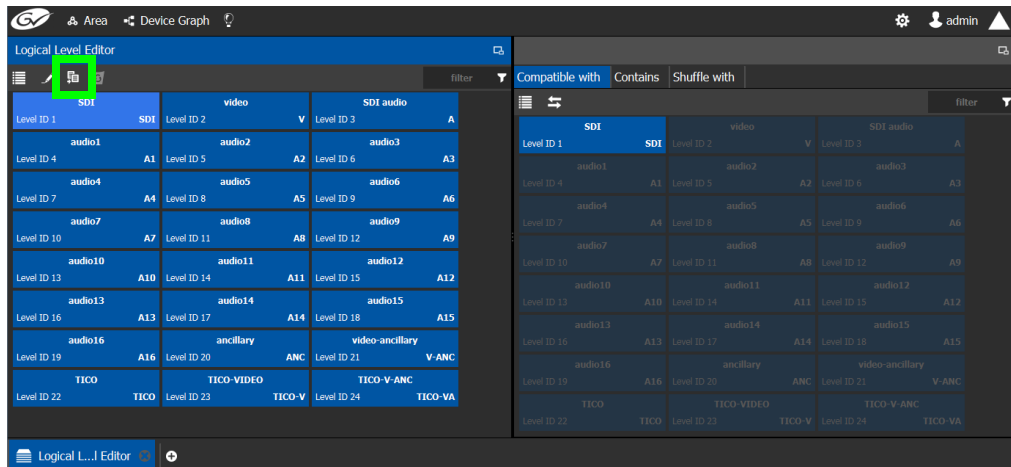 GV Area Device Graph admin
Logical Level Editor
filter
SDI
Level ID 1 SDI
video
Level ID 2 V
SDI audio
Level ID 3 A
audio1
Level ID 4 A1
audio2
Level ID 5 A2
audio3
Level ID 6 A3
audio4
Level ID 7 A4
audio5
Level ID 8 A5
audio6
Level ID 9 A6
audio7
Level ID 10 A7
audio8
Level ID 11 A8
audio9
Level ID 12 A9
audio10
Level ID 13 A10
audio11
Level ID 14 A11
audio12
Level ID 15 A12
audio13
Level ID 16 A13
audio14
Level ID 17 A14
audio15
Level ID 18 A15
audio16
Level ID 19 A16
ancillary
Level ID 20 ANC
video-ancillary
Level ID 21 V-ANC
TICO
Level ID 22 TICO
TICO-VIDEO
Level ID 23 TICO-V
TICO-V-ANC
Level ID 24 TICO-VA
Compatible with Contains Shuffle with
filter
SDI
Level ID 1 SDI
video
Level ID 2 V
SDI audio
Level ID 3 A
audio1
Level ID 4 A1
audio2
Level ID 5 A2
audio3
Level ID 6 A3
audio4
Level ID 7 A4
audio5
Level ID 8 A5
audio6
Level ID 9 A6
audio7
Level ID 10 A7
audio8
Level ID 11 A8
audio9
Level ID 12 A9
audio10
Level ID 13 A10
audio11
Level ID 14 A11
audio12
Level ID 15 A12
audio13
Level ID 16 A13
audio14
Level ID 17 A14
audio15
Level ID 18 A15
audio16
Level ID 19 A16
ancillary
Level ID 20 ANC
video-ancillary
Level ID 21 V-ANC
TICO
Level ID 22 TICO
TICO-VIDEO
Level ID 23 TICO-V
TICO-V-ANC
Level ID 24 TICO-VA
Logical L...l Editor